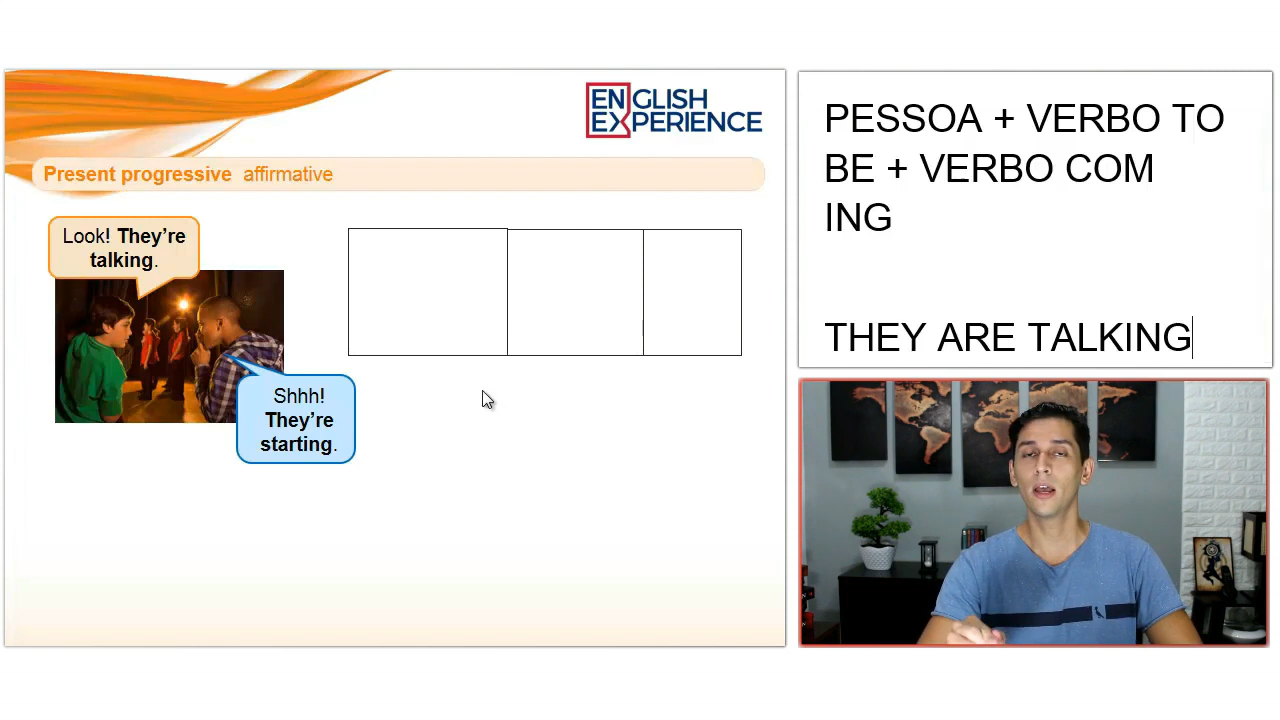 ENGLISH
EXPERIENCE
Present progressive affirmative
Look! They're
talking.
Shhh!
They're
starting.
PESSOA + VERBO TO
BE + VERBO COM
ING
THEY ARE TALKING